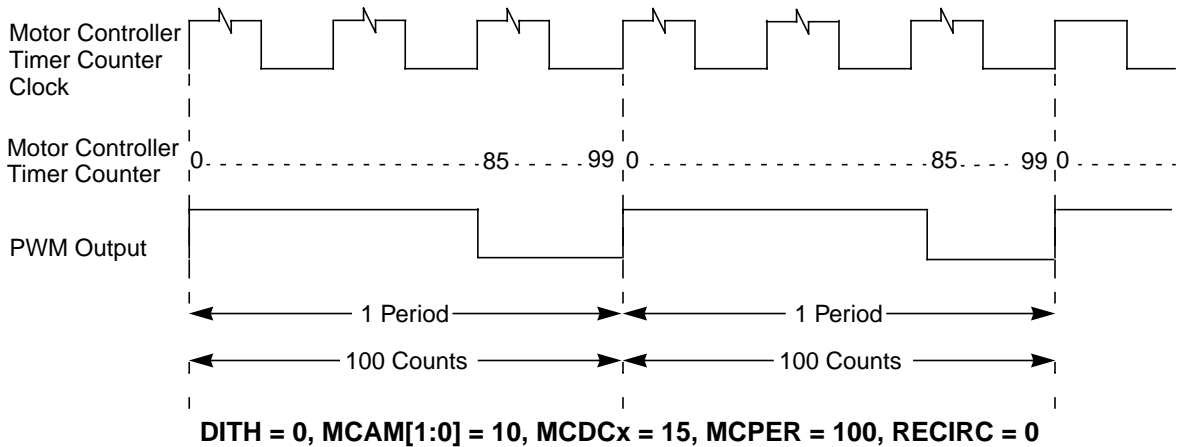 Motor Controller
Timer Counter
Clock
Motor Controller
Timer Counter
0 85 99 0 85 99 0
PWM Output
1 Period 1 Period
100 Counts 100 Counts
DITH = 0, MCAM[1:0] = 10, MCDCx = 15, MCPER = 100, RECIRC = 0